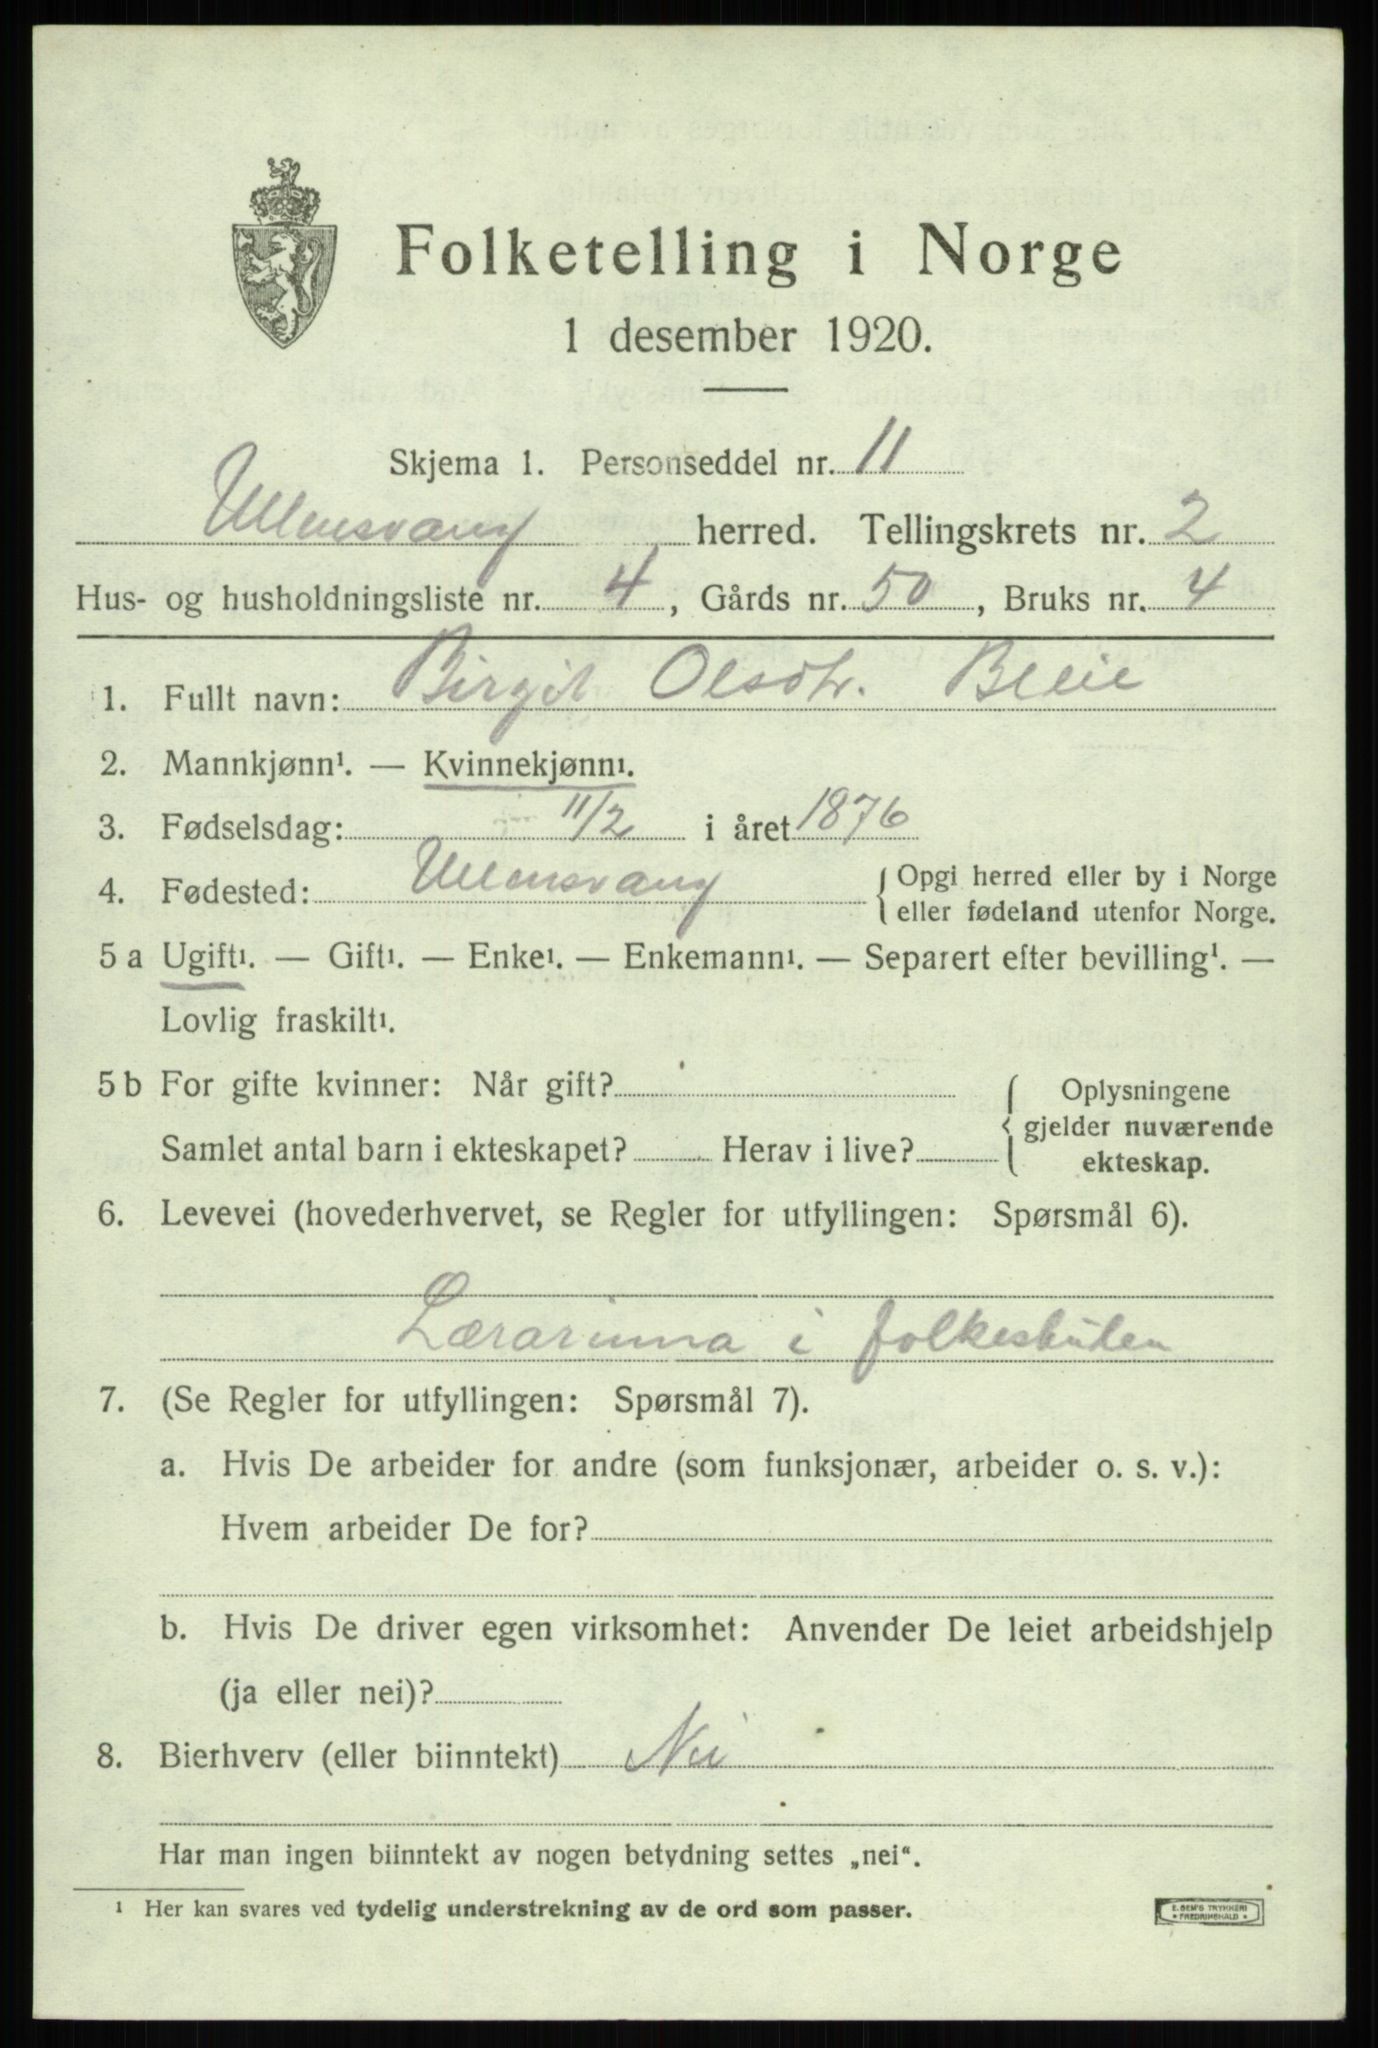 Folketelling i Norge
1 desember 1920.
Skjema 1. Personseddel nr. 11
Ullensvang herred. Tellingskrets nr. 2
Hus- og husholdningsliste nr. 4, Gårds nr. 50, Bruks nr. 4
1. Fullt navn: Birgit Olsdtr. Bleie
2. Mannkjønn¹. — Kvinnekjønn¹.
3. Fødselsdag: 11/2 i året 1876
4. Fødested: Ullensvang { Opgi herred eller by i Norge
eller fødeland utenfor Norge.
5 a Ugift¹. — Gift¹. — Enke¹. — Enkemann¹. — Separert efter bevilling¹. —
Lovlig fraskilt¹.
5 b For gifte kvinner: Når gift?
Samlet antal barn i ekteskapet? Herav i live?
{ Oplysningene
gjelder nuværende
ekteskap.
6. Levevei (hovederhvervet, se Regler for utfyllingen: Spørsmål 6).
Lærarinna i folkeskulen
7. (Se Regler for utfyllingen: Spørsmål 7).
a. Hvis De arbeider for andre (som funksjonær, arbeider o. s. v.):
Hvem arbeider De for?
b. Hvis De driver egen virksomhet: Anvender De leiet arbeidshjelp
(ja eller nei)?
8. Bierhverv (eller biinntekt) Nei
Har man ingen biinntekt av nogen betydning settes „nei“.
¹ Her kan svares ved tydelig understrekning av de ord som passer.
E. SEM'S TRYKKERI
• FREDRIKSHALD •